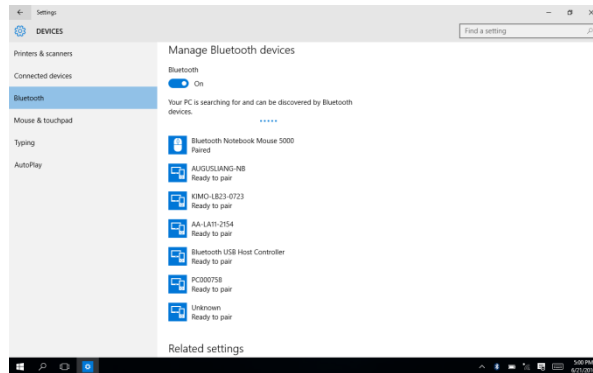 Settings
DEVICES
Find a setting
Printers & scanners
Connected devices
Bluetooth
Mouse & touchpad
Typing
AutoPlay
Manage Bluetooth devices
Bluetooth
On
Your PC is searching for and can be discovered by Bluetooth
devices.
Bluetooth Notebook Mouse 5000
Paired
AUGUSLIANG-NB
Ready to pair
KIMO-LB23-0723
Ready to pair
AA-LA11-2154
Ready to pair
Bluetooth USB Host Controller
Ready to pair
PC000758
Ready to pair
Unknown
Ready to pair
Related settings
5:00 PM